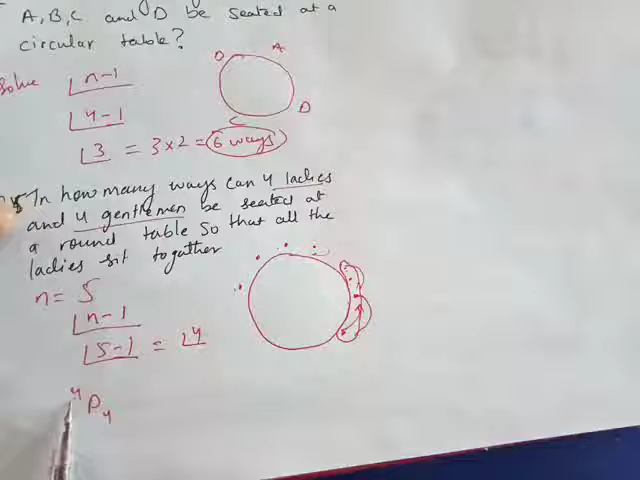 A, B, C and D be seated at a
circular table?
Solve ⌊n-1
⌊4-1
⌊3 = 3×2 = 6 ways
D A
D
C
In how many ways can 4 ladies
and 4 gentlemen be seated at
a round table so that all the
ladies sit togather
n = 5
⌊n-1
⌊5-1 = ⌊4
⁴P₄